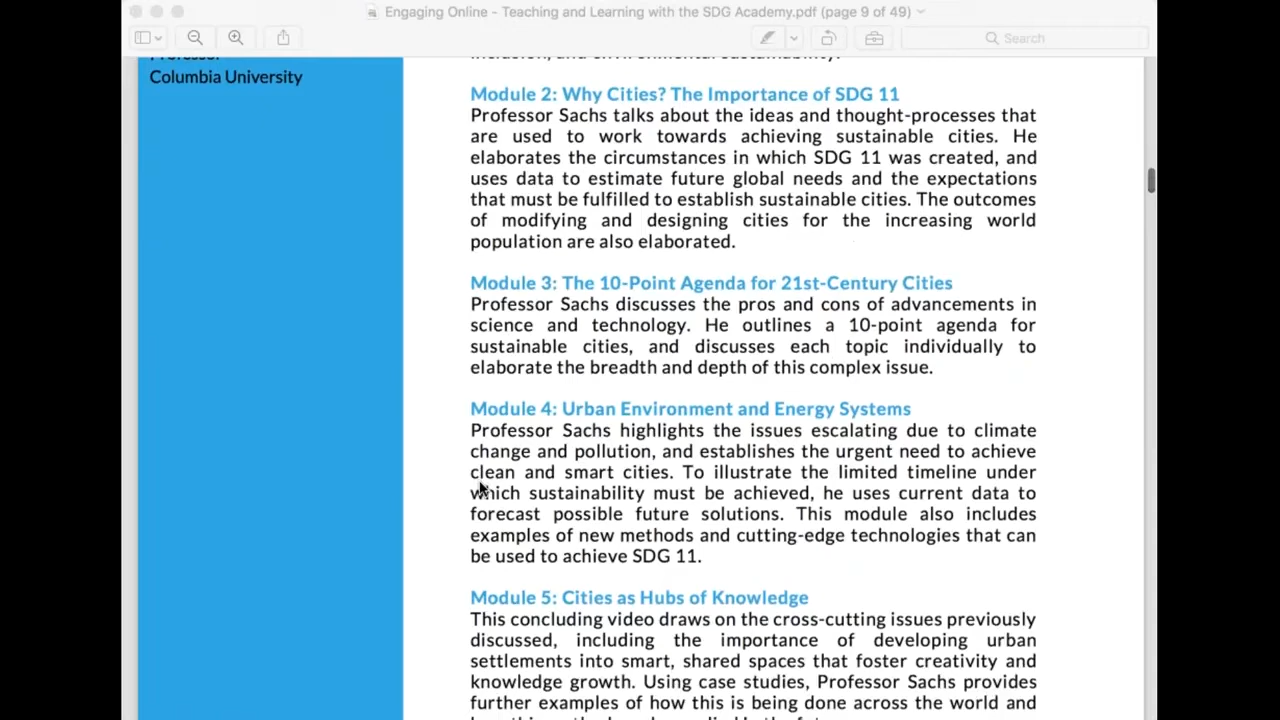 Engaging Online - Teaching and Learning with the SDG Academy.pdf (page 9 of 49)
Search
Professor
Columbia University
inclusion, and environmental sustainability.
Module 2: Why Cities? The Importance of SDG 11
Professor Sachs talks about the ideas and thought-processes that
are used to work towards achieving sustainable cities. He
elaborates the circumstances in which SDG 11 was created, and
uses data to estimate future global needs and the expectations
that must be fulfilled to establish sustainable cities. The outcomes
of modifying and designing cities for the increasing world
population are also elaborated.
Module 3: The 10-Point Agenda for 21st-Century Cities
Professor Sachs discusses the pros and cons of advancements in
science and technology. He outlines a 10-point agenda for
sustainable cities, and discusses each topic individually to
elaborate the breadth and depth of this complex issue.
Module 4: Urban Environment and Energy Systems
Professor Sachs highlights the issues escalating due to climate
change and pollution, and establishes the urgent need to achieve
clean and smart cities. To illustrate the limited timeline under
which sustainability must be achieved, he uses current data to
forecast possible future solutions. This module also includes
examples of new methods and cutting-edge technologies that can
be used to achieve SDG 11.
Module 5: Cities as Hubs of Knowledge
This concluding video draws on the cross-cutting issues previously
discussed, including the importance of developing urban
settlements into smart, shared spaces that foster creativity and
knowledge growth. Using case studies, Professor Sachs provides
further examples of how this is being done across the world and